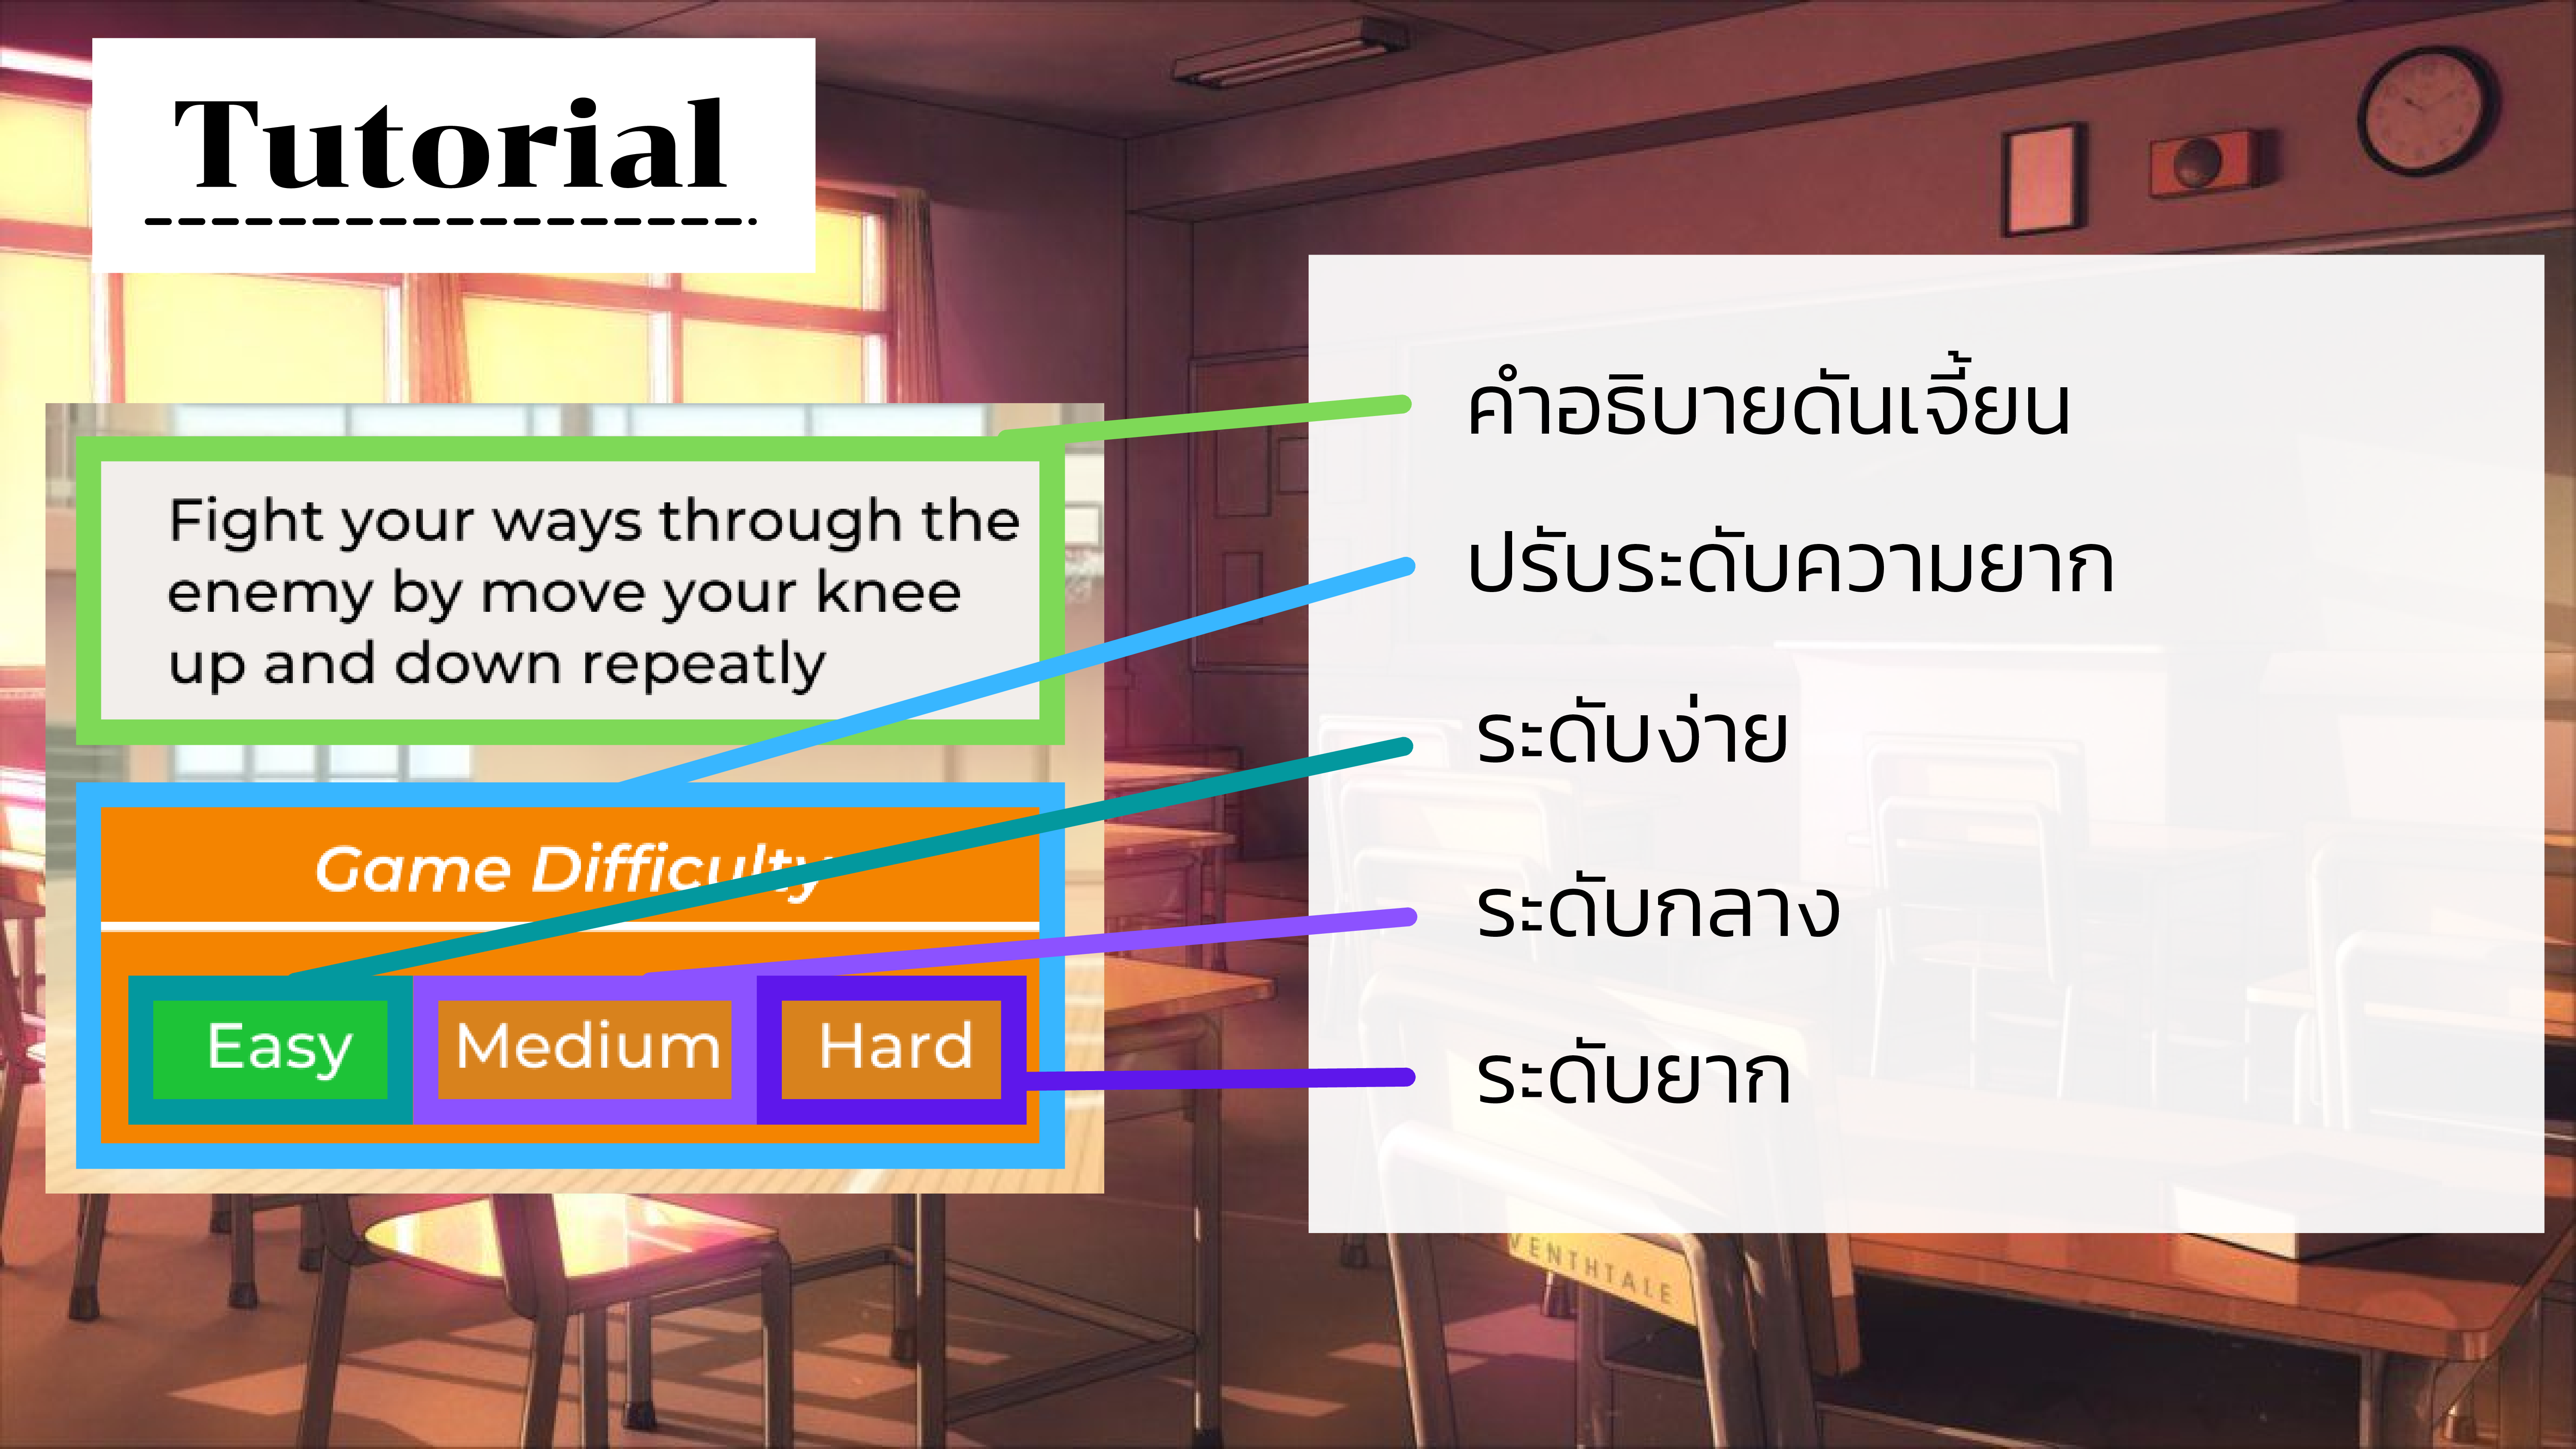 Tutorial
Fight your ways through the
enemy by move your knee
up and down repeatly
Game Difficulty
Easy
Medium
Hard
คำอธิบายดันเจี้ยน
ปรับระดับความยาก
ระดับง่าย
ระดับกลาง
ระดับยาก